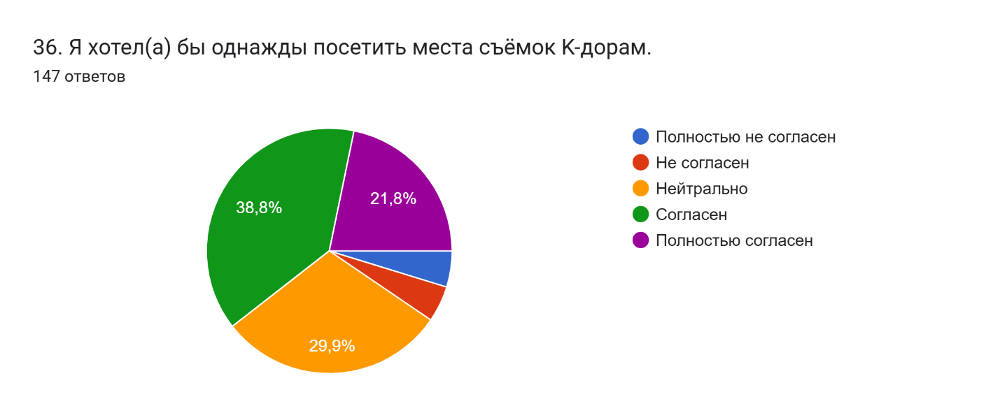 36. Я хотел(а) бы однажды посетить места съёмок K-дорам.
147 ответов
38,8%
21,8%
29,9%
Полностью не согласен
Не согласен
Нейтрально
Согласен
Полностью согласен